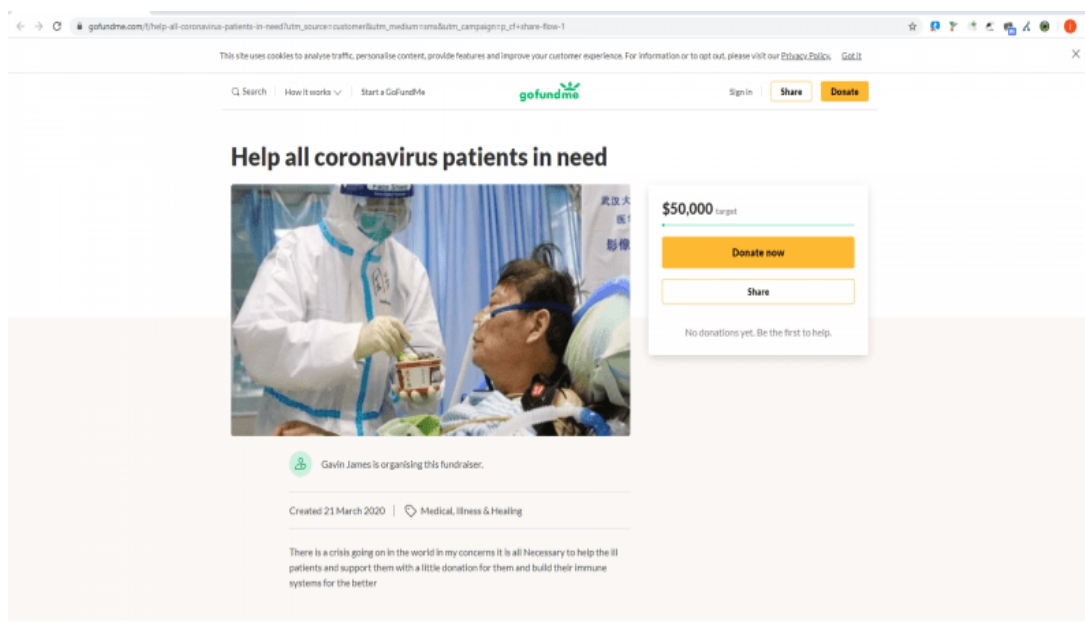 gofundme.com/f/help-all-coronavirus-patients-in-need?utm_source=customer&utm_medium=sms&utm_campaign=p_cf+share-flow-1
This site uses cookies to analyse traffic, personalise content, provide features and improve your customer experience. For information or to opt out, please visit our Privacy Policy. Got it
Search How it works Start a GoFundMe gofundme Sign in Share Donate
Help all coronavirus patients in need
武汉大
医
影像
$50,000 target
Donate now
Share
No donations yet. Be the first to help.
Gavin James is organising this fundraiser.
Created 21 March 2020 | Medical, Illness & Healing
There is a crisis going on in the world in my concerns it is all Necessary to help the ill
patients and support them with a little donation for them and build their immune
systems for the better